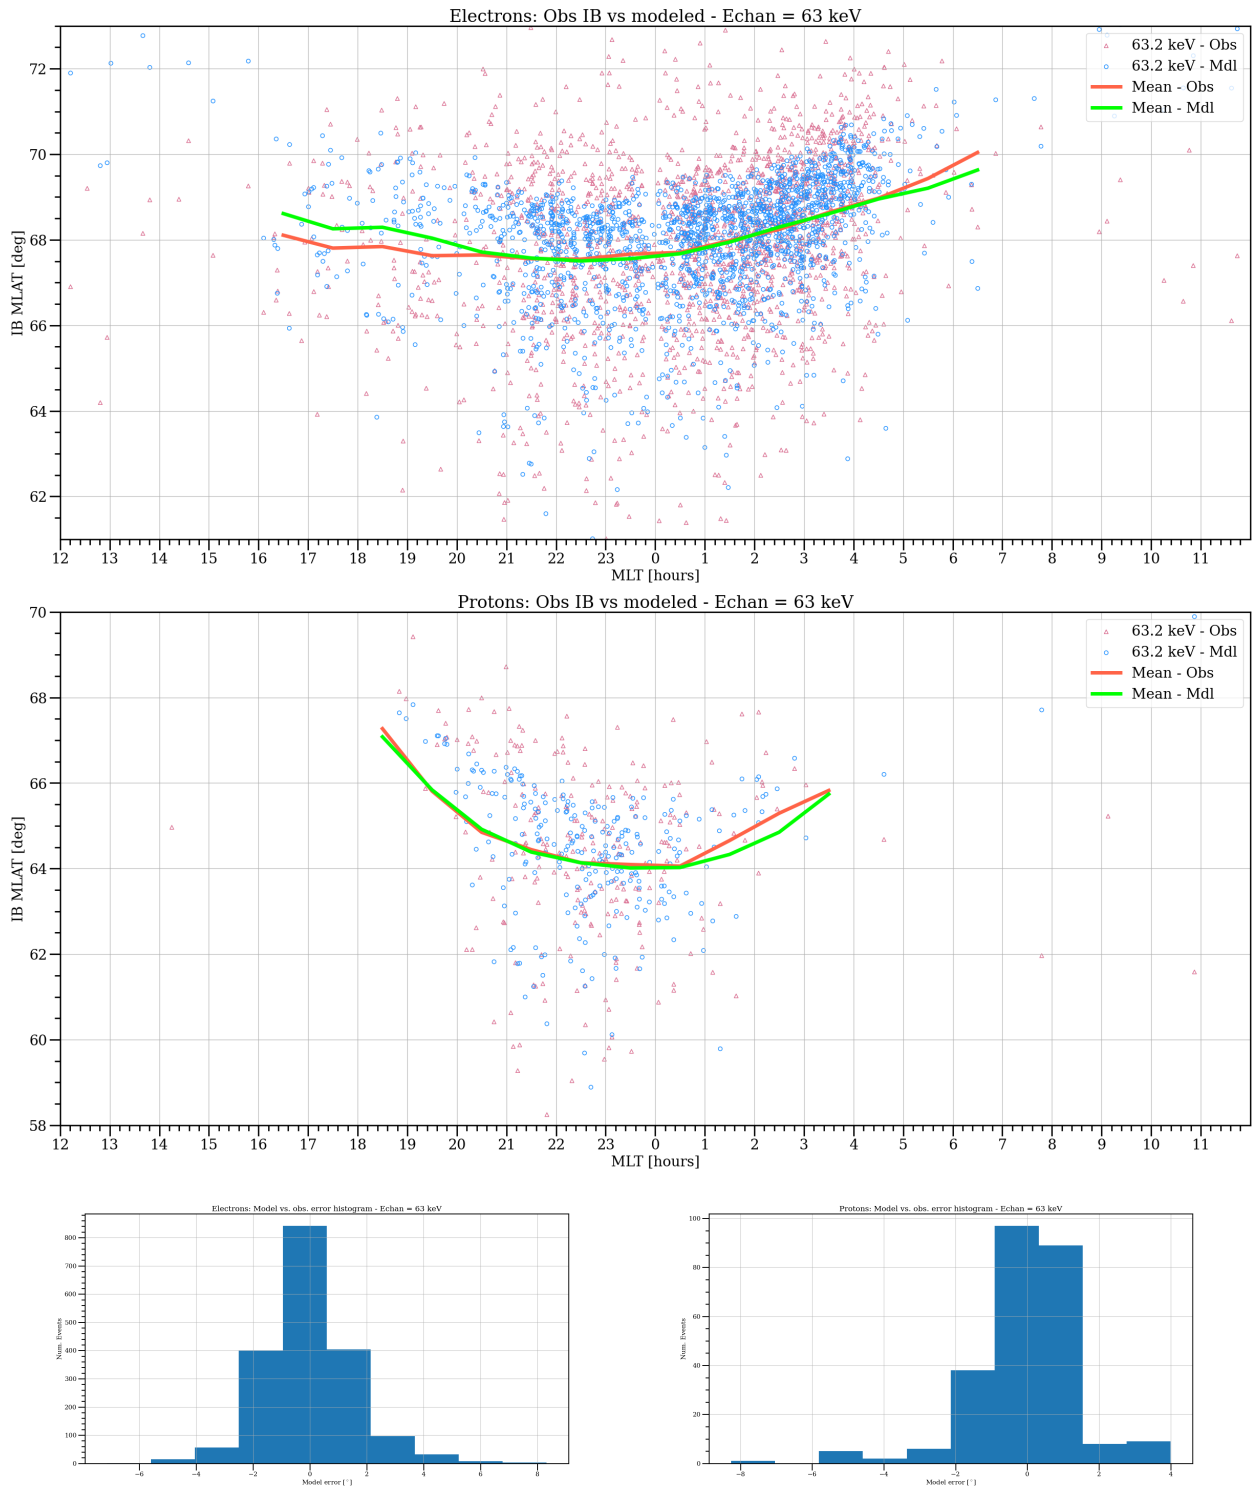 Electrons: Obs IB vs modeled - Echan = 63 keV
63.2 keV - Obs
63.2 keV - Mdl
Mean - Obs
Mean - Mdl
IB MLAT [deg]
72
70
68
66
64
62
12 13 14 15 16 17 18 19 20 21 22 23 0 1 2 3 4 5 6 7 8 9 10 11
MLT [hours]
Protons: Obs IB vs modeled - Echan = 63 keV
63.2 keV - Obs
63.2 keV - Mdl
Mean - Obs
Mean - Mdl
IB MLAT [deg]
70
68
66
64
62
60
58
12 13 14 15 16 17 18 19 20 21 22 23 0 1 2 3 4 5 6 7 8 9 10 11
MLT [hours]
Electrons: Model vs. obs. error histogram - Echan = 63 keV
Num. Events
800
700
600
500
400
300
200
100
0
−6 −4 −2 0 2 4 6 8
Model error [°]
Protons: Model vs. obs. error histogram - Echan = 63 keV
Num. Events
100
80
60
40
20
0
−8 −6 −4 −2 0 2 4
Model error [°]